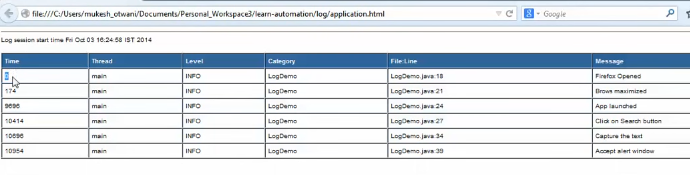 file:///C:/Users/mukesh_otwani/Documents/Personal_Workspace3/learn-automation/log/application.html
Google
Log session start time Fri Oct 03 16:24:58 IST 2014
Time Thread Level Category File:Line Message
0 main INFO LogDemo LogDemo.java:18 Firefox Opened
174 main INFO LogDemo LogDemo.java:21 Brows maximized
9696 main INFO LogDemo LogDemo.java:24 App launched
10414 main INFO LogDemo LogDemo.java:27 Click on Search button
10696 main INFO LogDemo LogDemo.java:34 Capture the text
10954 main INFO LogDemo LogDemo.java:39 Accept alert window